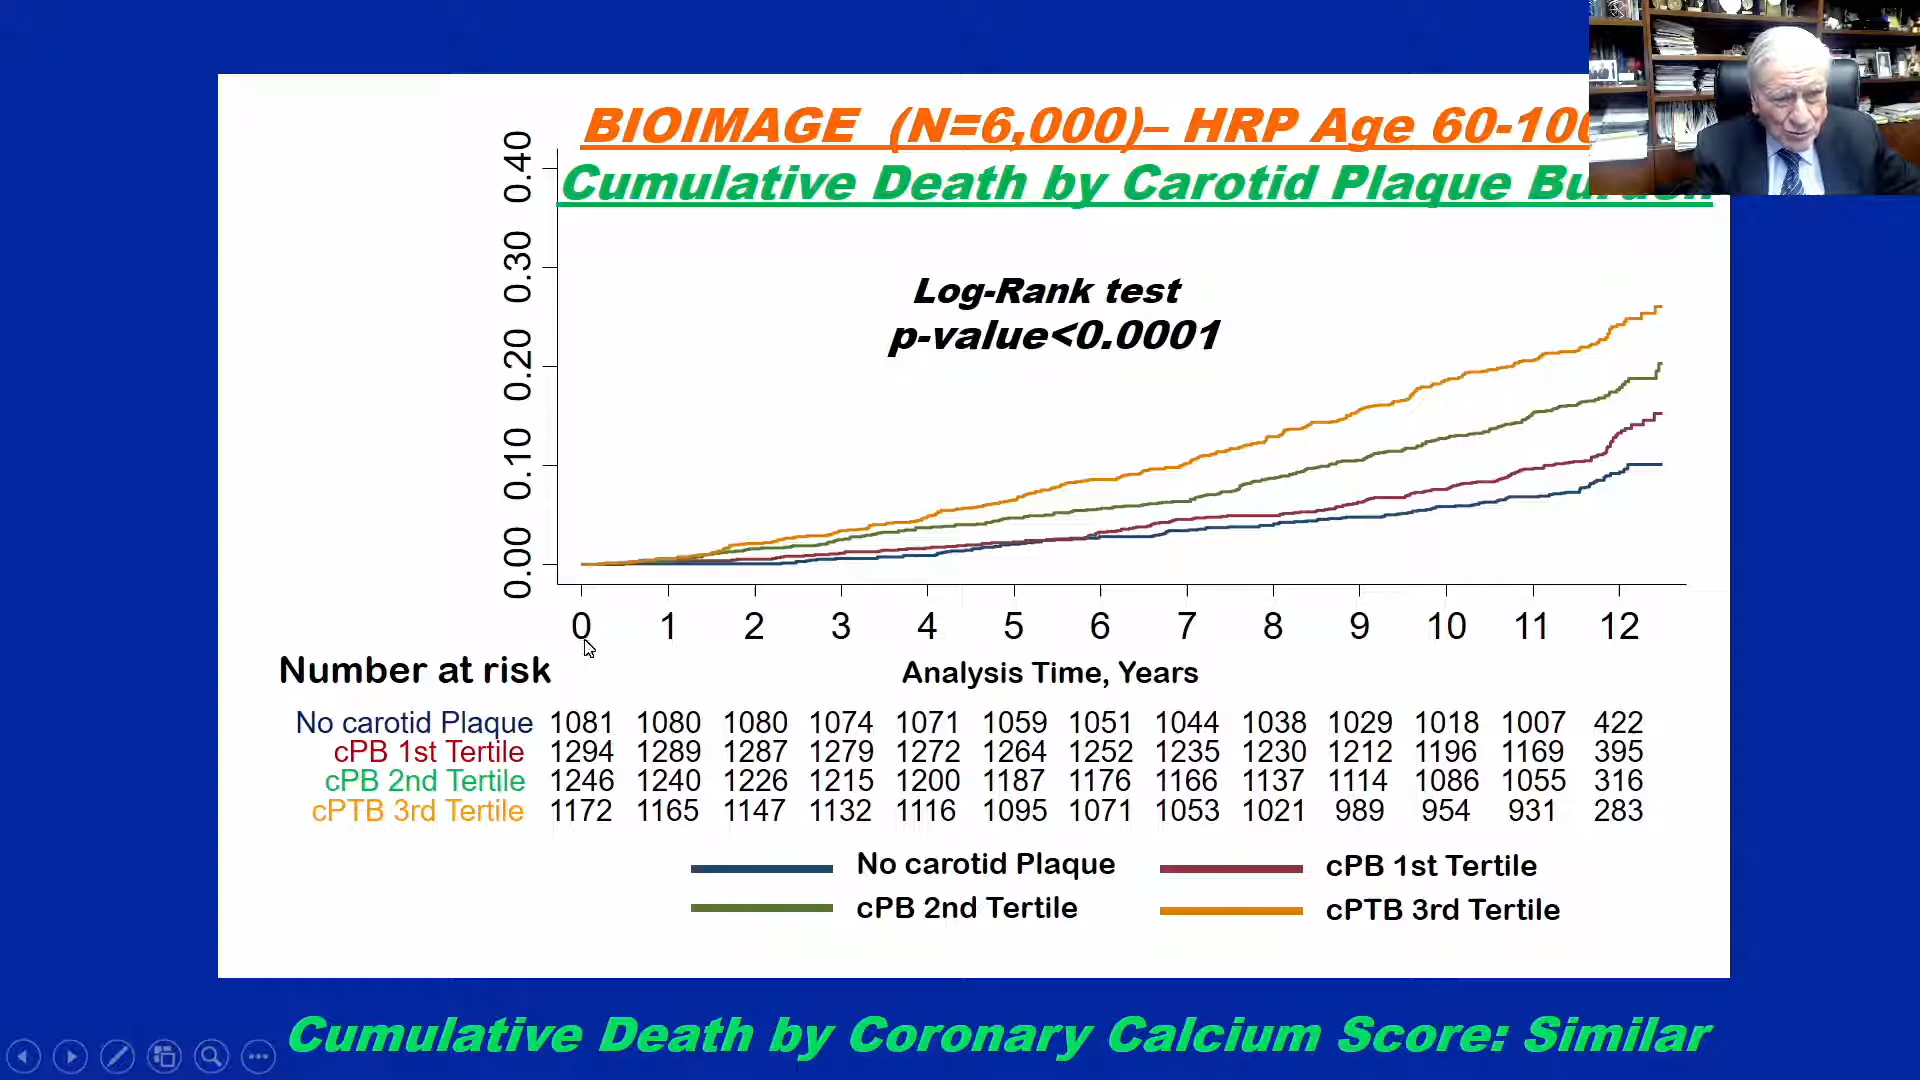 BIOIMAGE (N=6,000)– HRP Age 60-100
Cumulative Death by Carotid Plaque Burden
0.40
0.30
0.20
0.10
0.00
Log-Rank test
p-value<0.0001
0 1 2 3 4 5 6 7 8 9 10 11 12
Number at risk
Analysis Time, Years
No carotid Plaque 1081 1080 1080 1074 1071 1059 1051 1044 1038 1029 1018 1007 422
cPB 1st Tertile 1294 1289 1287 1279 1272 1264 1252 1235 1230 1212 1196 1169 395
cPB 2nd Tertile 1246 1240 1226 1215 1200 1187 1176 1166 1137 1114 1086 1055 316
cPTB 3rd Tertile 1172 1165 1147 1132 1116 1095 1071 1053 1021 989 954 931 283
No carotid Plaque cPB 1st Tertile
cPB 2nd Tertile cPTB 3rd Tertile
Cumulative Death by Coronary Calcium Score: Similar